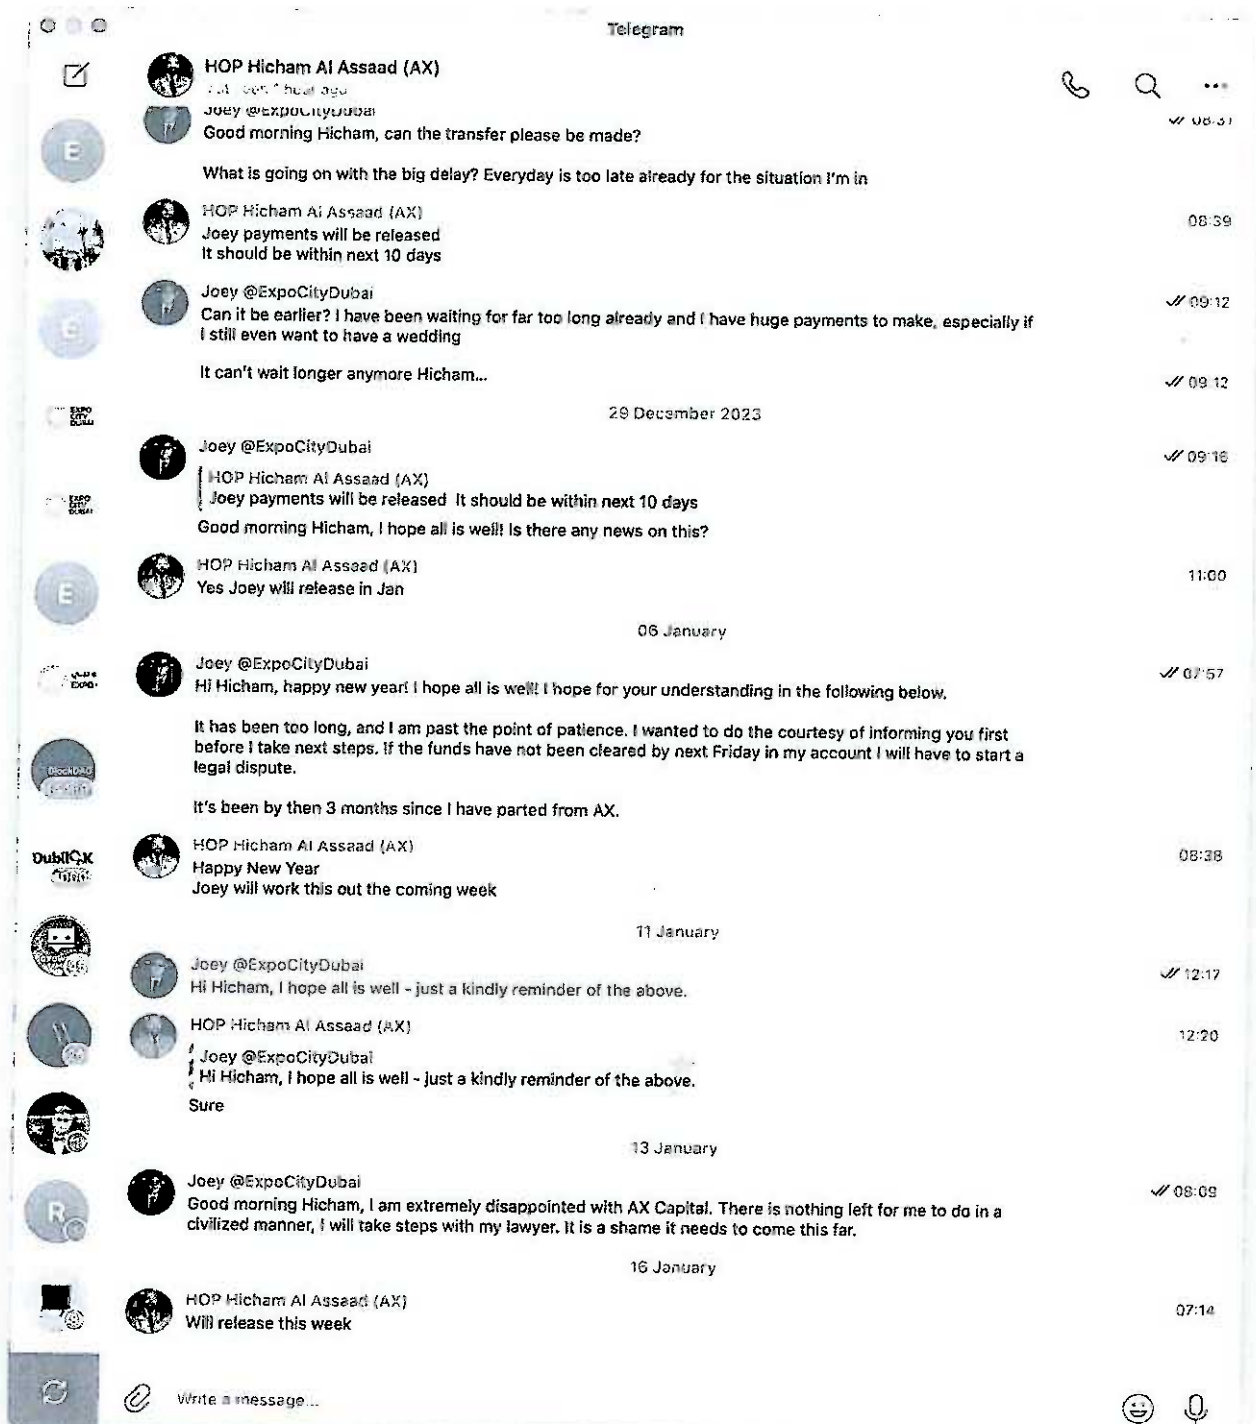 Telegram
HOP Hicham Al Assaad (AX)
hour ago
Joey @ExpoCityDubai
08:37
Good morning Hicham, can the transfer please be made?
What is going on with the big delay? Everyday is too late already for the situation I'm in
HOP Hicham Al Assaad (AX)
08:39
Joey payments will be released
It should be within next 10 days
Joey @ExpoCityDubai
09:12
Can it be earlier? I have been waiting for far too long already and I have huge payments to make, especially if
I still even want to have a wedding
It can't wait longer anymore Hicham...
09:12
29 December 2023
Joey @ExpoCityDubai
09:16
HOP Hicham Al Assaad (AX)
Joey payments will be released It should be within next 10 days
Good morning Hicham, I hope all is well! Is there any news on this?
HOP Hicham Al Assaad (AX)
11:00
Yes Joey will release in Jan
06 January
Joey @ExpoCityDubai
07:57
Hi Hicham, happy new year! I hope all is well! I hope for your understanding in the following below.
It has been too long, and I am past the point of patience. I wanted to do the courtesy of informing you first
before I take next steps. If the funds have not been cleared by next Friday in my account I will have to start a
legal dispute.
It's been by then 3 months since I have parted from AX.
HOP Hicham Al Assaad (AX)
08:38
Happy New Year
Joey will work this out the coming week
11 January
Joey @ExpoCityDubai
12:17
Hi Hicham, I hope all is well - just a kindly reminder of the above.
HOP Hicham Al Assaad (AX)
12:20
Joey @ExpoCityDubai
Hi Hicham, I hope all is well - just a kindly reminder of the above.
Sure
13 January
Joey @ExpoCityDubai
08:09
Good morning Hicham, I am extremely disappointed with AX Capital. There is nothing left for me to do in a
civilized manner, I will take steps with my lawyer. It is a shame it needs to come this far.
16 January
HOP Hicham Al Assaad (AX)
07:14
Will release this week
Write a message...
E
E
EXPO
CITY
DUBAI
EXPO
CITY
DUBAI
E
EXPO
R